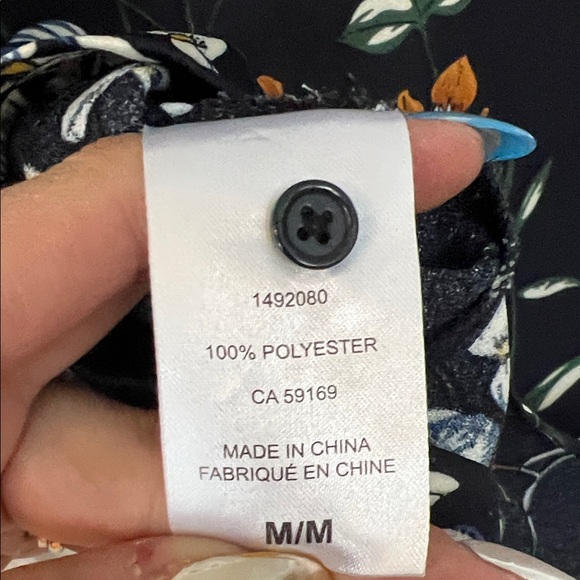 1492080
100% POLYESTER
CA 59169
MADE IN CHINA
FABRIQUÉ EN CHINE
M/M